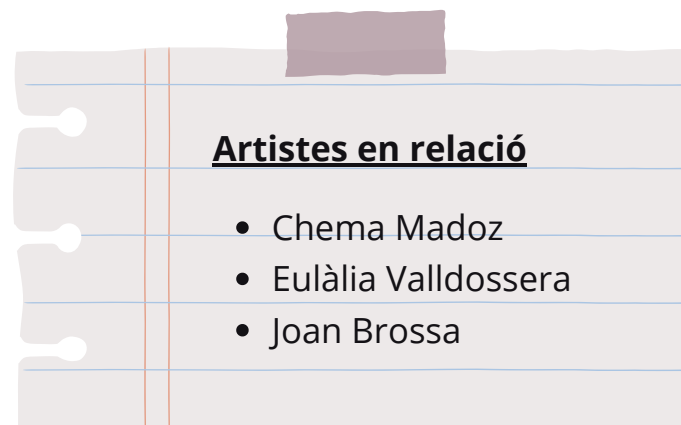 Artistes en relació
• Chema Madoz
• Eulàlia Valldossera
• Joan Brossa